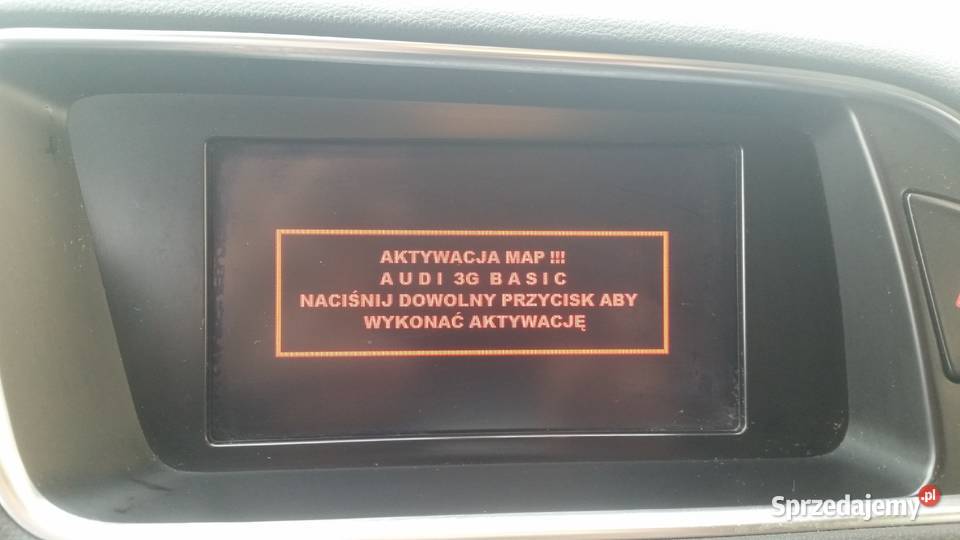 AKTYWACJA MAP !!!
A U D I 3G B A S I C
NACIŚNIJ DOWOLNY PRZYCISK ABY
WYKONAĆ AKTYWACJĘ
Sprzedajemy.pl